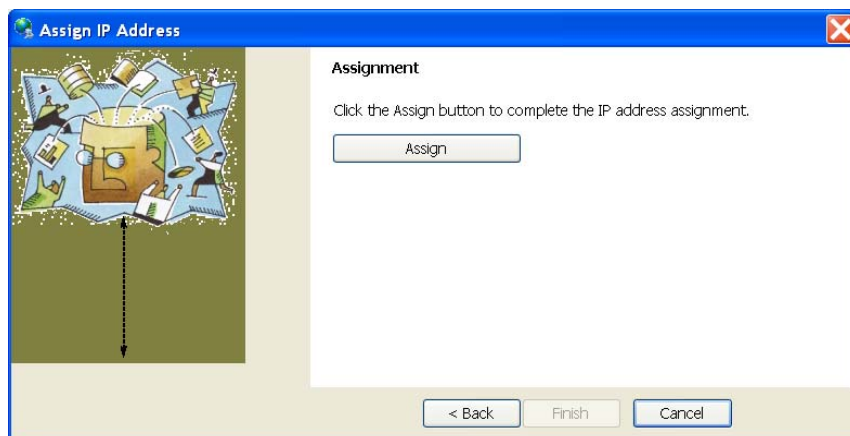 Assign IP Address
Assignment
Click the Assign button to complete the IP address assignment.
Assign
< Back
Finish
Cancel